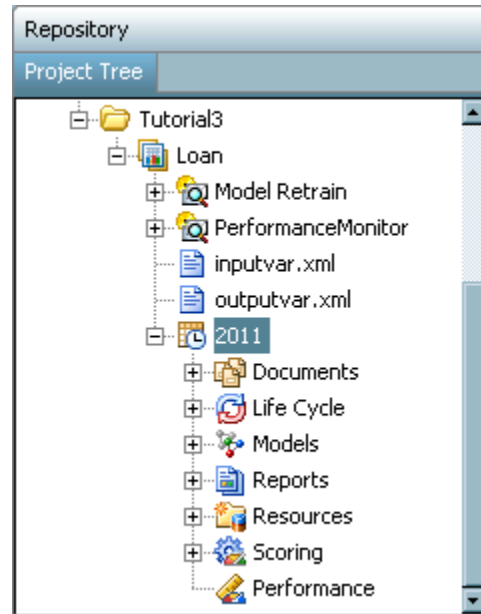 Repository
Project Tree
Tutorial3
Loan
Model Retrain
PerformanceMonitor
inputvar.xml
outputvar.xml
2011
Documents
Life Cycle
Models
Reports
Resources
Scoring
Performance